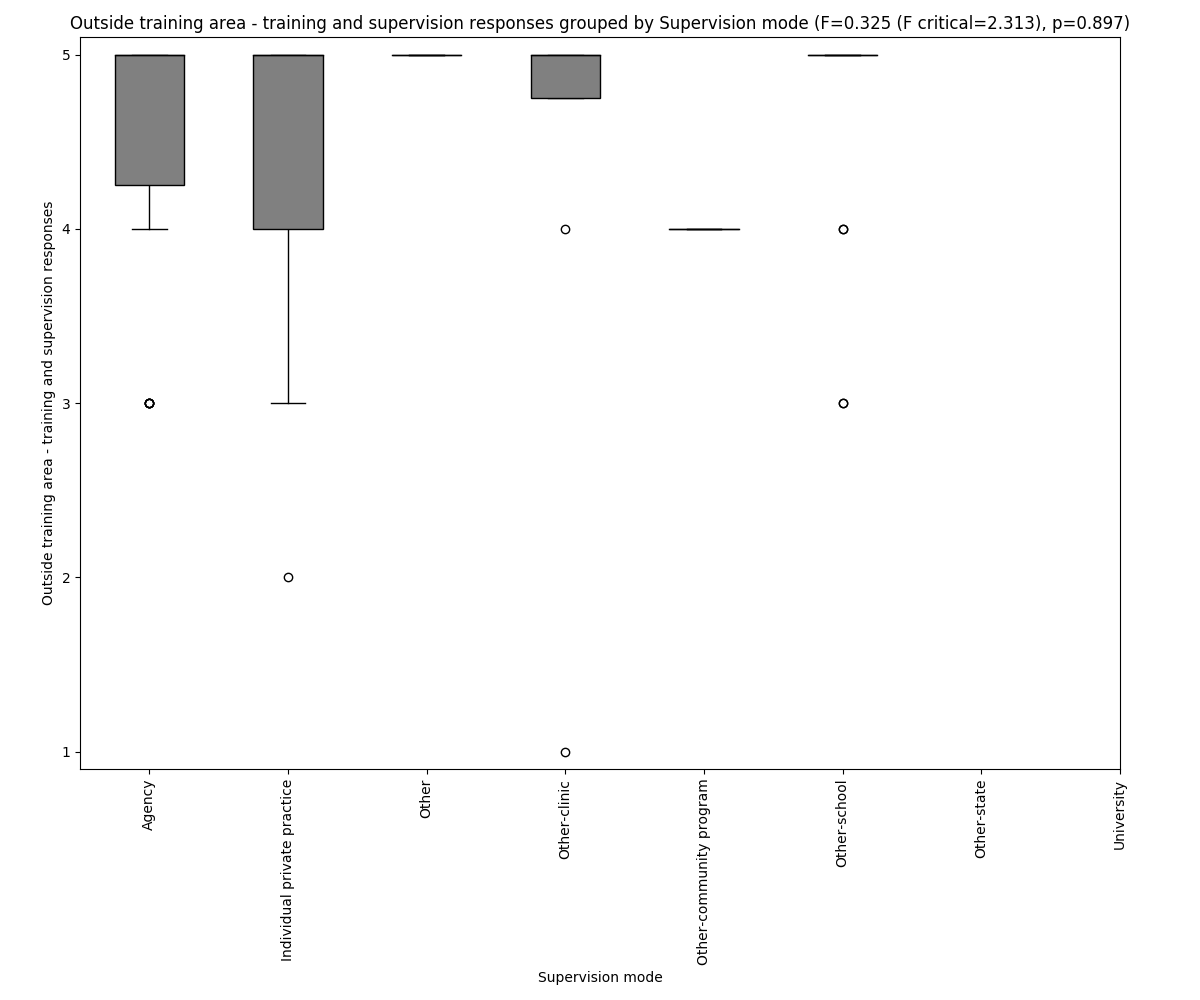 Outside training area - training and supervision responses grouped by Supervision mode (F=0.325 (F critical=2.313), p=0.897)
Outside training area - training and supervision responses
5
4
3
2
1
Agency
Individual private practice
Other
Other-clinic
Other-community program
Other-school
Other-state
University
Supervision mode